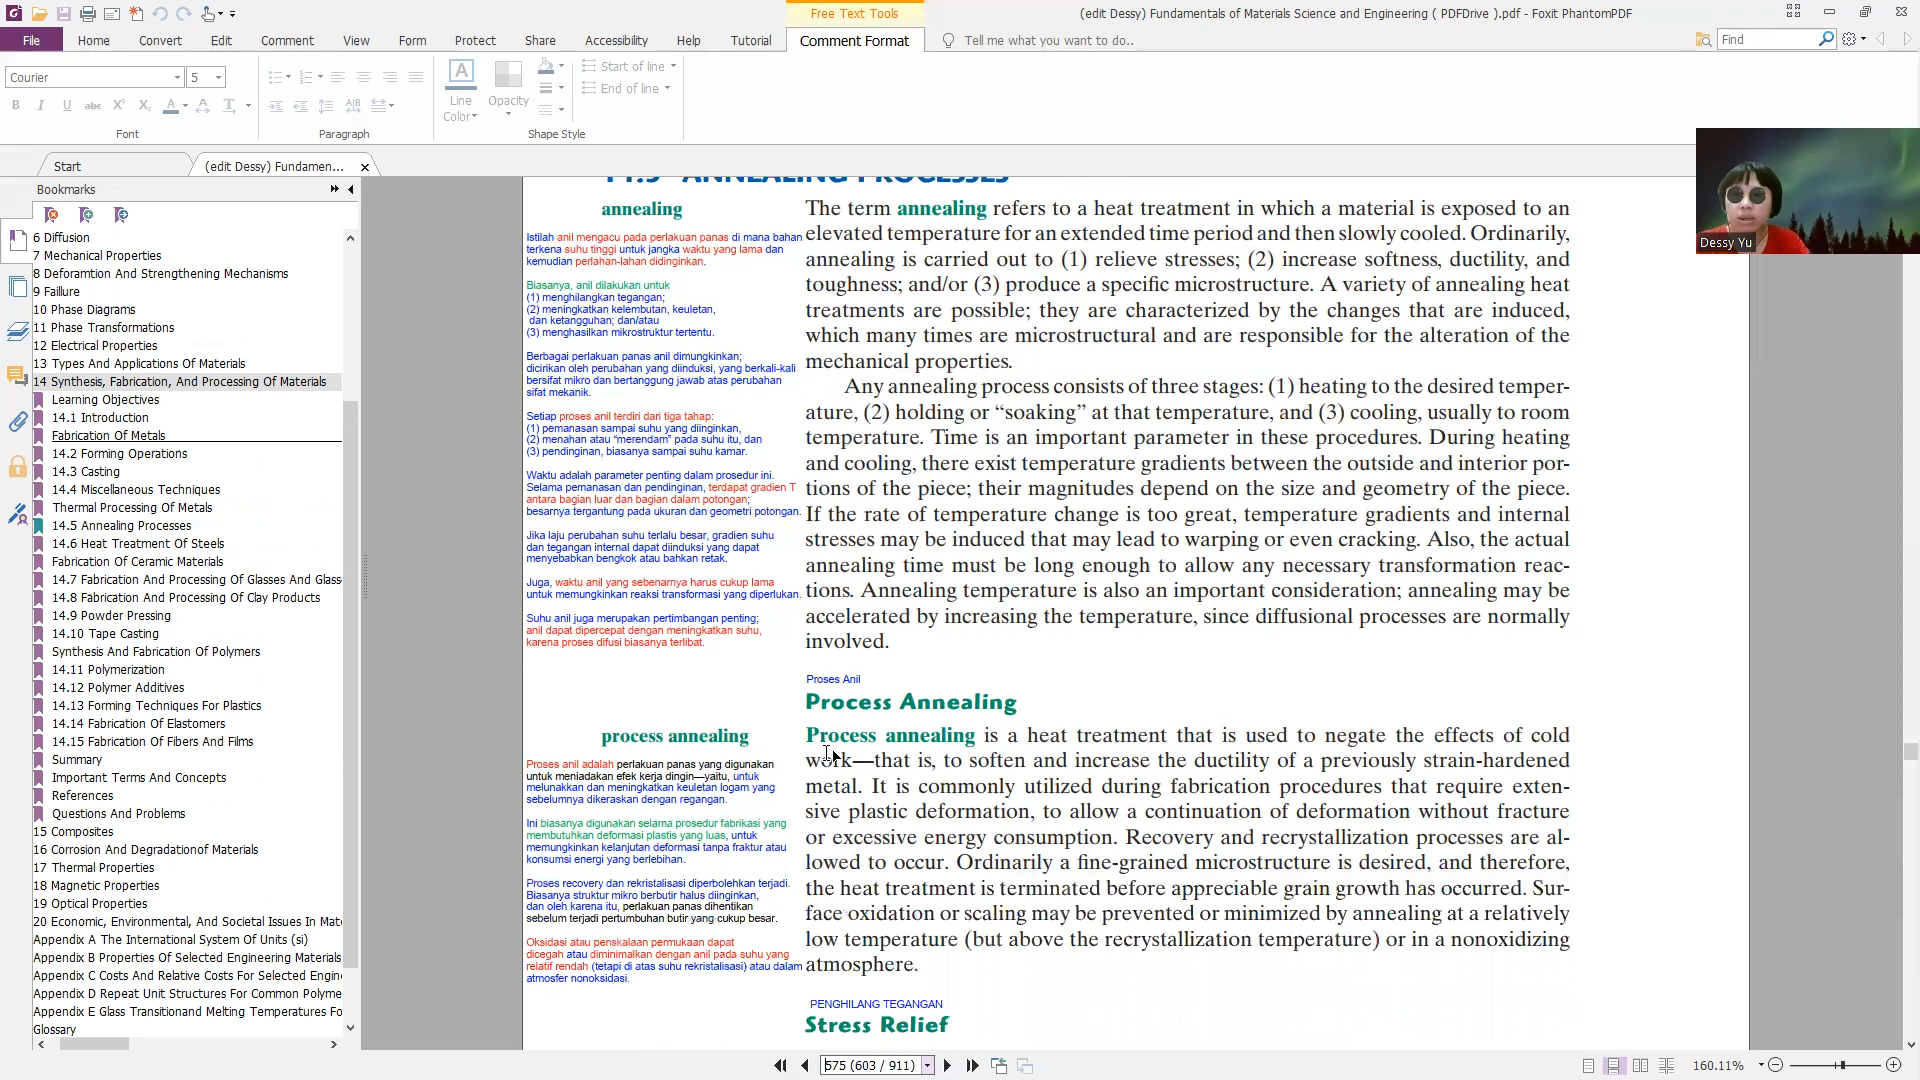 Free Text Tools
(edit Dessy) Fundamentals of Materials Science and Engineering ( PDFDrive ).pdf - Foxit PhantomPDF
File Home Convert Edit Comment View Form Protect Share Accessibility Help Tutorial Comment Format Tell me what you want to do.. Find
Courier 5
Start of line
End of line
Line Color
Opacity
Font Paragraph Shape Style
Start (edit Dessy) Fundamen...
Bookmarks
6 Diffusion
7 Mechanical Properties
8 Deforamtion And Strengthening Mechanisms
9 Failure
10 Phase Diagrams
11 Phase Transformations
12 Electrical Properties
13 Types And Applications Of Materials
14 Synthesis, Fabrication, And Processing Of Materials
Learning Objectives
14.1 Introduction
Fabrication Of Metals
14.2 Forming Operations
14.3 Casting
14.4 Miscellaneous Techniques
Thermal Processing Of Metals
14.5 Annealing Processes
14.6 Heat Treatment Of Steels
Fabrication Of Ceramic Materials
14.7 Fabrication And Processing Of Glasses And Glass
14.8 Fabrication And Processing Of Clay Products
14.9 Powder Pressing
14.10 Tape Casting
Synthesis And Fabrication Of Polymers
14.11 Polymerization
14.12 Polymer Additives
14.13 Forming Techniques For Plastics
14.14 Fabrication Of Elastomers
14.15 Fabrication Of Fibers And Films
Summary
Important Terms And Concepts
References
Questions And Problems
15 Composites
16 Corrosion And Degradationof Materials
17 Thermal Properties
18 Magnetic Properties
19 Optical Properties
20 Economic, Environmental, And Societal Issues In Mat
Appendix A The International System Of Units (si)
Appendix B Properties Of Selected Engineering Materials
Appendix C Costs And Relative Costs For Selected Engin
Appendix D Repeat Unit Structures For Common Polyme
Appendix E Glass Transitionand Melting Temperatures Fo
Glossary
14.5 ANNEALING PROCESSES
annealing
Istilah anil mengacu pada perlakuan panas di mana bahan
terkena suhu tinggi untuk jangka waktu yang lama dan
kemudian perlahan-lahan didinginkan.
Biasanya, anil dilakukan untuk
(1) menghilangkan tegangan;
(2) meningkatkan kelembutan, keuletan,
dan ketangguhan; dan/atau
(3) menghasilkan mikrostruktur tertentu.
Berbagai perlakuan panas anil dimungkinkan;
dicirikan oleh perubahan yang diinduksi, yang berkali-kali
bersifat mikro dan bertanggung jawab atas perubahan
sifat mekanik.
Setiap proses anil terdiri dari tiga tahap:
(1) pemanasan sampai suhu yang diinginkan,
(2) menahan atau “merendam” pada suhu itu, dan
(3) pendinginan, biasanya sampai suhu kamar.
Waktu adalah parameter penting dalam prosedur ini.
Selama pemanasan dan pendinginan, terdapat gradien T
antara bagian luar dan bagian dalam potongan;
besarnya tergantung pada ukuran dan geometri potongan.
Jika laju perubahan suhu terlalu besar, gradien suhu
dan tegangan internal dapat diinduksi yang dapat
menyebabkan bengkok atau bahkan retak.
Juga, waktu anil yang sebenarnya harus cukup lama
untuk memungkinkan reaksi transformasi yang diperlukan.
Suhu anil juga merupakan pertimbangan penting;
anil dapat dipercepat dengan meningkatkan suhu,
karena proses difusi biasanya terlibat.
The term annealing refers to a heat treatment in which a material is exposed to an
elevated temperature for an extended time period and then slowly cooled. Ordinarily,
annealing is carried out to (1) relieve stresses; (2) increase softness, ductility, and
toughness; and/or (3) produce a specific microstructure. A variety of annealing heat
treatments are possible; they are characterized by the changes that are induced,
which many times are microstructural and are responsible for the alteration of the
mechanical properties.
Any annealing process consists of three stages: (1) heating to the desired temper-
ature, (2) holding or “soaking” at that temperature, and (3) cooling, usually to room
temperature. Time is an important parameter in these procedures. During heating
and cooling, there exist temperature gradients between the outside and interior por-
tions of the piece; their magnitudes depend on the size and geometry of the piece.
If the rate of temperature change is too great, temperature gradients and internal
stresses may be induced that may lead to warping or even cracking. Also, the actual
annealing time must be long enough to allow any necessary transformation reac-
tions. Annealing temperature is also an important consideration; annealing may be
accelerated by increasing the temperature, since diffusional processes are normally
involved.
Proses Anil
Process Annealing
process annealing
Proses anil adalah perlakuan panas yang digunakan
untuk meniadakan efek kerja dingin—yaitu, untuk
melunakkan dan meningkatkan keuletan logam yang
sebelumnya dikeraskan dengan regangan.
Ini biasanya digunakan selama prosedur fabrikasi yang
membutuhkan deformasi plastis yang luas, untuk
memungkinkan kelanjutan deformasi tanpa fraktur atau
konsumsi energi yang berlebihan.
Proses recovery dan rekristalisasi diperbolehkan terjadi.
Biasanya struktur mikro berbutir halus diinginkan,
dan oleh karena itu, perlakuan panas dihentikan
sebelum terjadi pertumbuhan butir yang cukup besar.
Oksidasi atau penskalaan permukaan dapat
dicegah atau diminimalkan dengan anil pada suhu yang
relatif rendah (tetapi di atas suhu rekristalisasi) atau dalam
atmosfer nonoksidasi.
Process annealing is a heat treatment that is used to negate the effects of cold
work—that is, to soften and increase the ductility of a previously strain-hardened
metal. It is commonly utilized during fabrication procedures that require exten-
sive plastic deformation, to allow a continuation of deformation without fracture
or excessive energy consumption. Recovery and recrystallization processes are al-
lowed to occur. Ordinarily a fine-grained microstructure is desired, and therefore,
the heat treatment is terminated before appreciable grain growth has occurred. Sur-
face oxidation or scaling may be prevented or minimized by annealing at a relatively
low temperature (but above the recrystallization temperature) or in a nonoxidizing
atmosphere.
PENGHILANG TEGANGAN
Stress Relief
Dessy Yu
575 (603 / 911)
160.11%